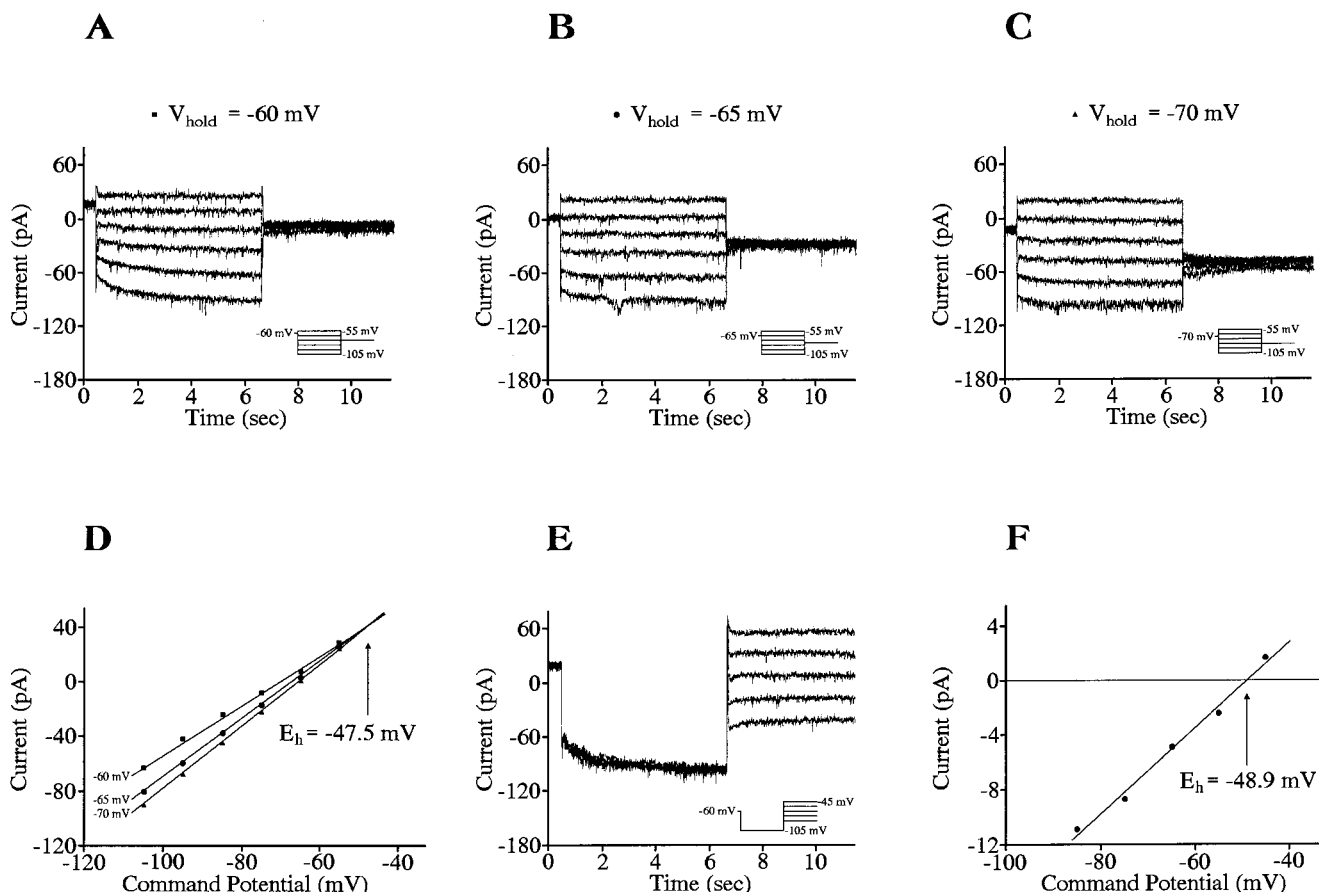 A
B
C
▪ Vhold = -60 mV
• Vhold = -65 mV
▴ Vhold = -70 mV
60
0
-60
-120
-180
Current (pA)
-60 mV
-55 mV
-105 mV
0
2
4
6
8
10
Time (sec)
60
0
-60
-120
-180
Current (pA)
-65 mV
-55 mV
-105 mV
0
2
4
6
8
10
Time (sec)
60
0
-60
-120
-180
Current (pA)
-70 mV
-55 mV
-105 mV
0
2
4
6
8
10
Time (sec)
D
E
F
40
0
-40
-80
-120
Current (pA)
Eh = -47.5 mV
-60 mV
-65 mV
-70 mV
-120
-100
-80
-60
-40
Command Potential (mV)
60
0
-60
-120
-180
Current (pA)
-60 mV
-45 mV
-105 mV
0
2
4
6
8
10
Time (sec)
4
0
-4
-8
-12
Current (pA)
Eh = -48.9 mV
-100
-80
-60
-40
Command Potential (mV)